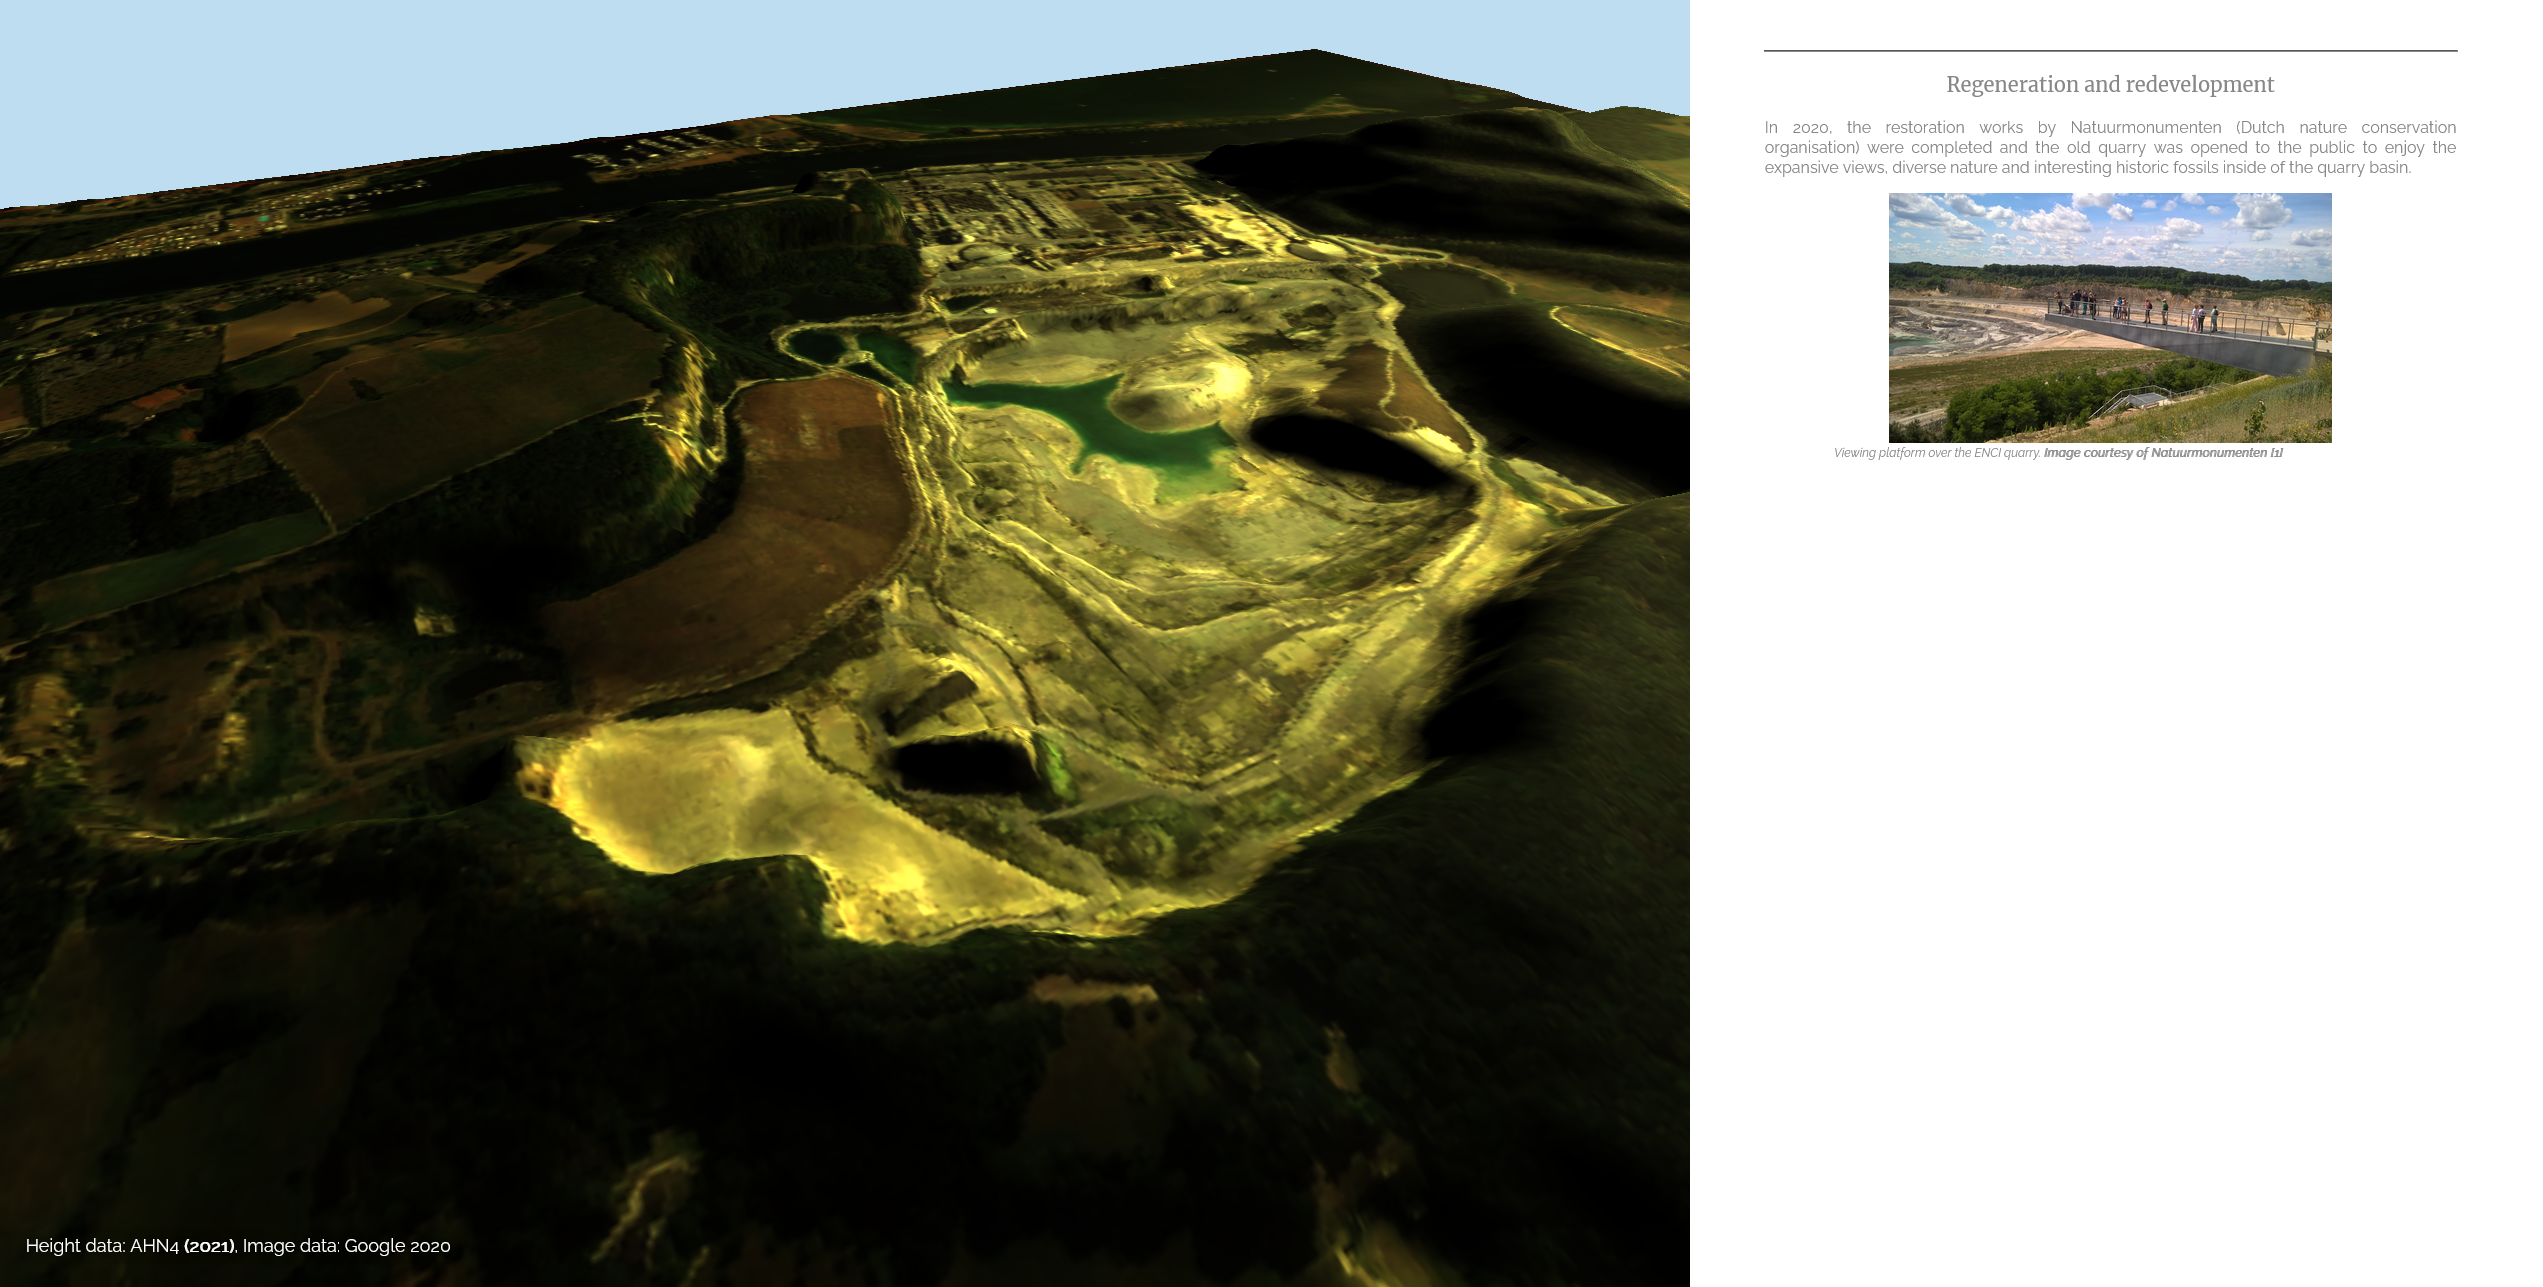 Regeneration and redevelopment
In 2020, the restoration works by Natuurmonumenten (Dutch nature conservation
organisation) were completed and the old quarry was opened to the public to enjoy the
expansive views, diverse nature and interesting historic fossils inside of the quarry basin.
Viewing platform over the ENCI quarry. Image courtesy of Natuurmonumenten [1]
Height data: AHN4 (2021), Image data: Google 2020